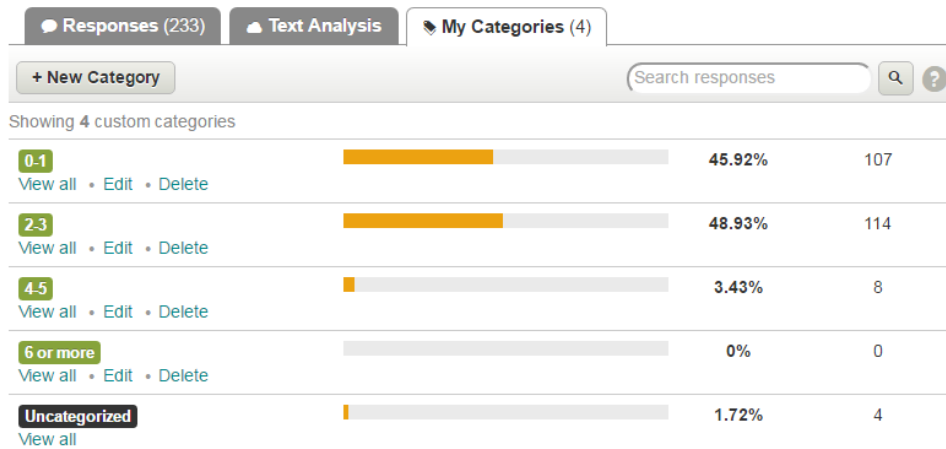 Responses (233) Text Analysis My Categories (4)
+ New Category Search responses ?
Showing 4 custom categories
0-1 45.92% 107
View all • Edit • Delete
2-3 48.93% 114
View all • Edit • Delete
4-5 3.43% 8
View all • Edit • Delete
6 or more 0% 0
View all • Edit • Delete
Uncategorized 1.72% 4
View all